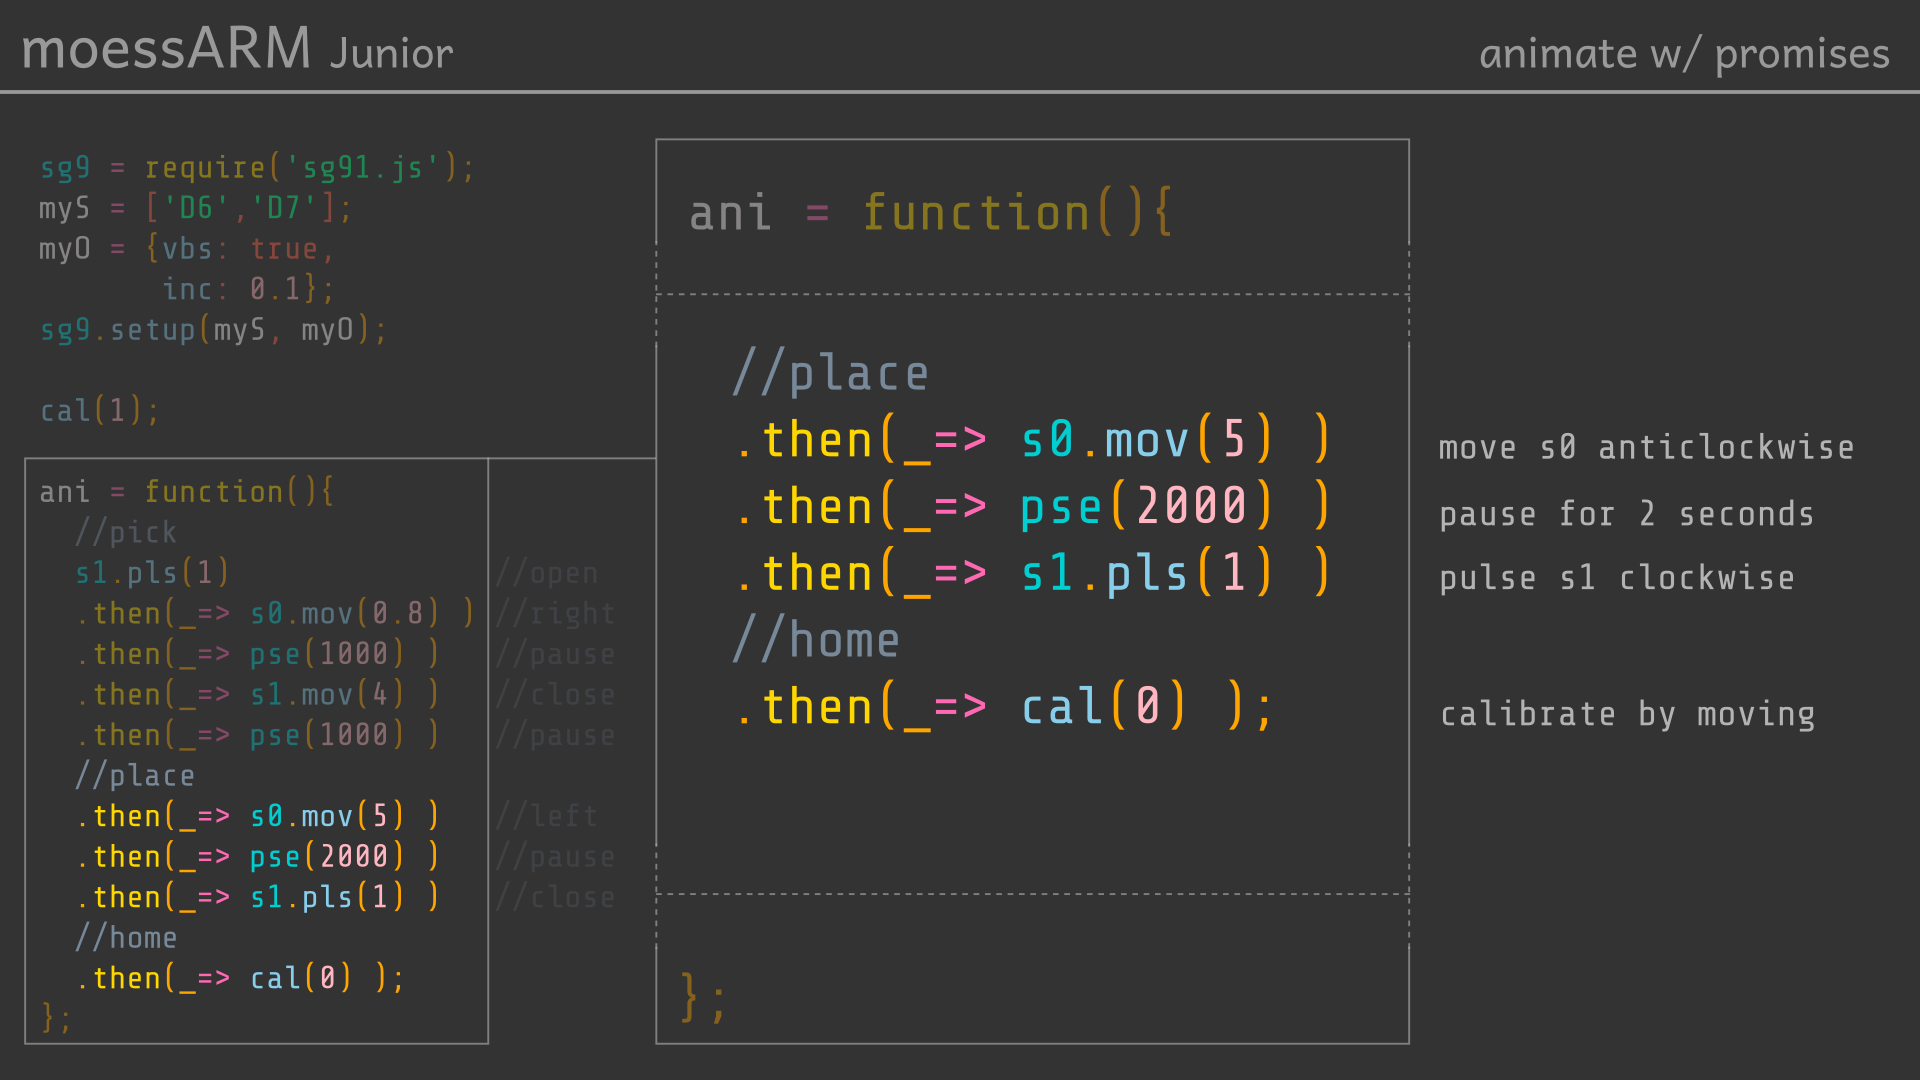 moessARM Junior
animate w/ promises
sg9 = require('sg91.js');
myS = ['D6','D7'];
myO = {vbs: true,
inc: 0.1};
sg9.setup(myS, myO);
cal(1);
ani = function(){
//pick
s1.pls(1) //open
.then(_=> s0.mov(0.8) ) //right
.then(_=> pse(1000) ) //pause
.then(_=> s1.mov(4) ) //close
.then(_=> pse(1000) ) //pause
//place
.then(_=> s0.mov(5) ) //left
.then(_=> pse(2000) ) //pause
.then(_=> s1.pls(1) ) //close
//home
.then(_=> cal(0) );
};
ani = function(){
//place
.then(_=> s0.mov(5) ) move s0 anticlockwise
.then(_=> pse(2000) ) pause for 2 seconds
.then(_=> s1.pls(1) ) pulse s1 clockwise
//home
.then(_=> cal(0) ); calibrate by moving
};